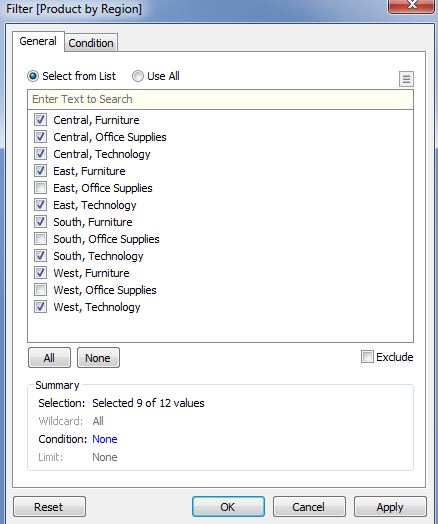 Filter [Product by Region]
General Condition
Select from List Use All
Enter Text to Search
Central, Furniture
Central, Office Supplies
Central, Technology
East, Furniture
East, Office Supplies
East, Technology
South, Furniture
South, Office Supplies
South, Technology
West, Furniture
West, Office Supplies
West, Technology
All None Exclude
Summary
Selection: Selected 9 of 12 values
Wildcard: All
Condition: None
Limit: None
Reset OK Cancel Apply